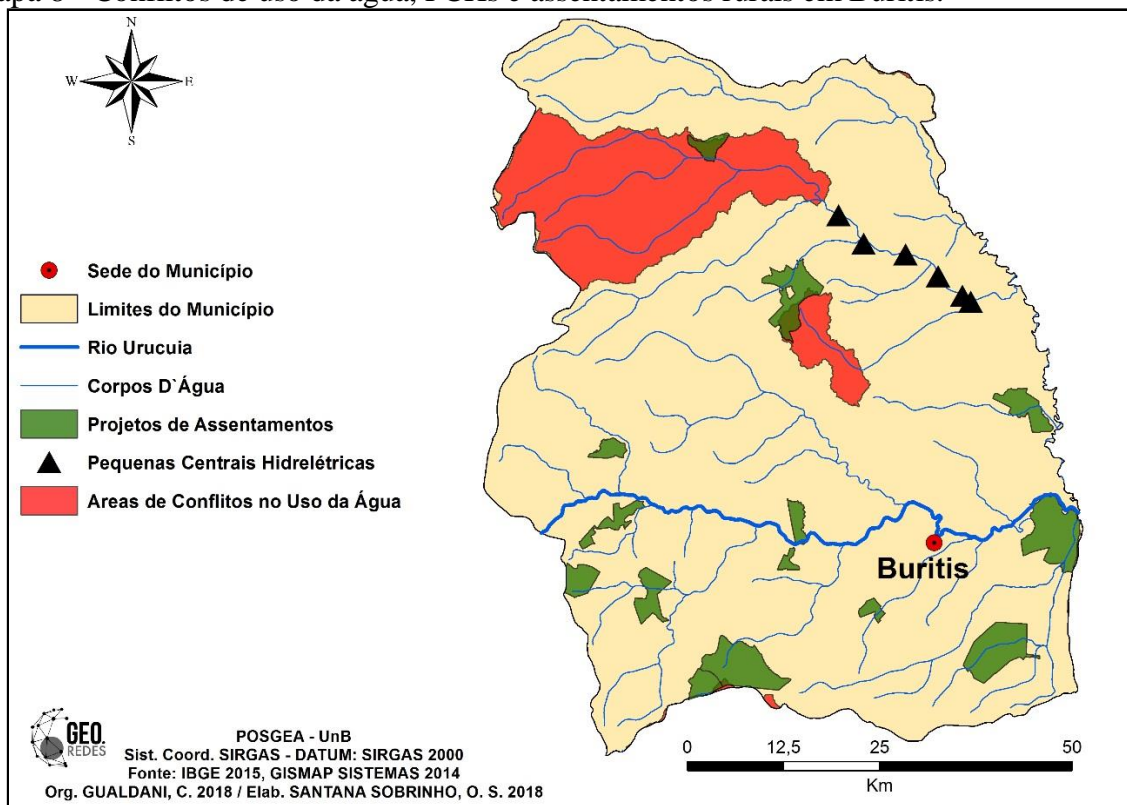 apa 8 – Conflitos de uso da água, PCHs e assentamentos rurais em Buritis.
N
W E
S
Sede do Município
Limites do Município
Rio Urucuia
Corpos D`Água
Projetos de Assentamentos
Pequenas Centrais Hidrelétricas
Areas de Conflitos no Uso da Água
Buritis
GEO.
REDES
POSGEA - UnB
Sist. Coord. SIRGAS - DATUM: SIRGAS 2000
Fonte: IBGE 2015, GISMAP SISTEMAS 2014
Org. GUALDANI, C. 2018 / Elab. SANTANA SOBRINHO, O. S. 2018
0 12,5 25 50
Km